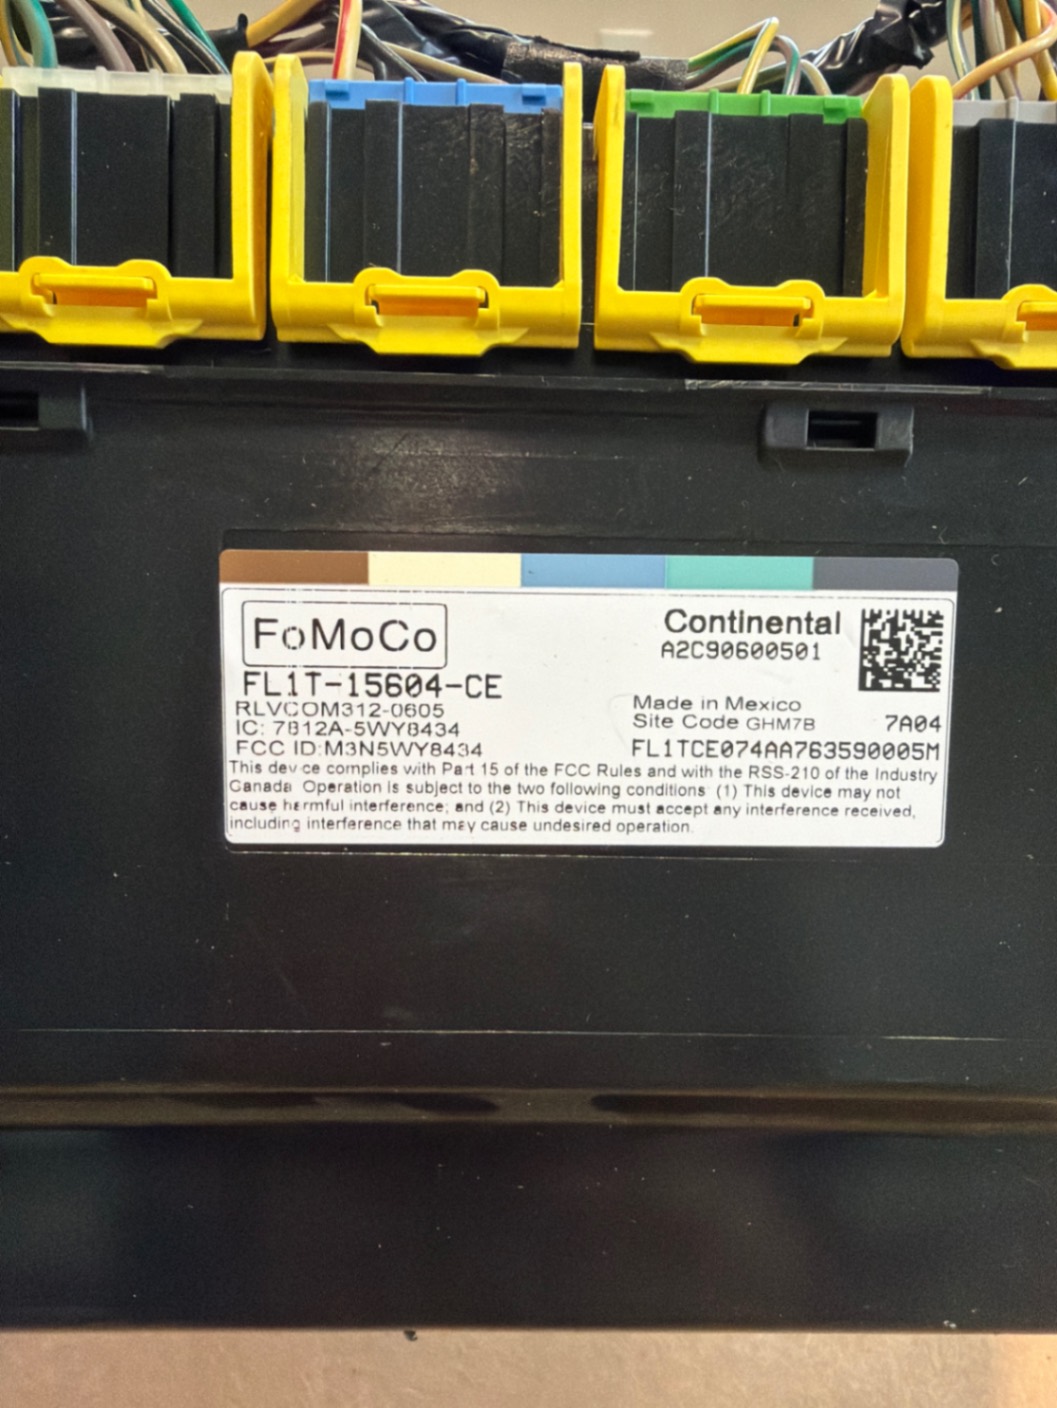 FoMoCo
FL1T-15604-CE
RLVCOM312-0605
IC: 7812A-5WY8434
FCC ID:M3N5WY8434
Continental
A2C90600501
Made in Mexico
Site Code GHM7B 7A04
FL1TCE074AA763590005M
This device complies with Part 15 of the FCC Rules and with the RSS-210 of the Industry
Canada Operation is subject to the two following conditions (1) This device may not
cause harmful interference; and (2) This device must accept any interference received,
including interference that may cause undesired operation.